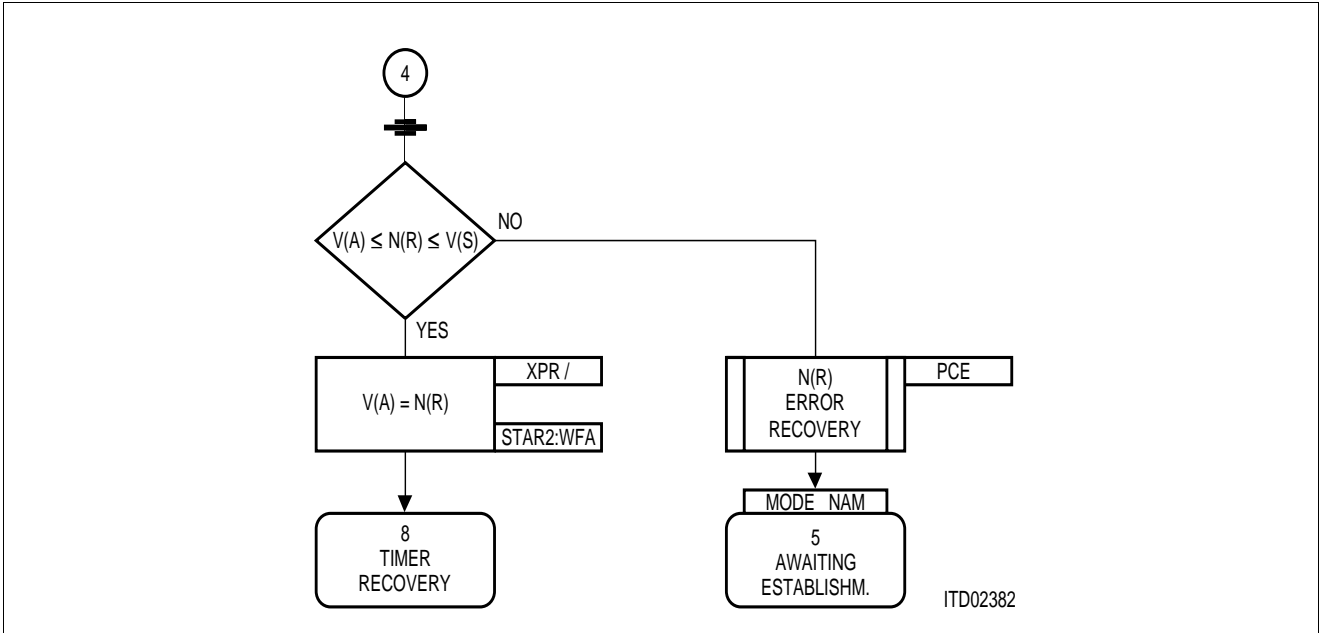 4
V(A) ≤ N(R) ≤ V(S)
NO
YES
V(A) = N(R)
XPR /
STAR2:WFA
N(R)
ERROR
RECOVERY
PCE
8
TIMER
RECOVERY
MODE NAM
5
AWAITING
ESTABLISHM.
ITD02382